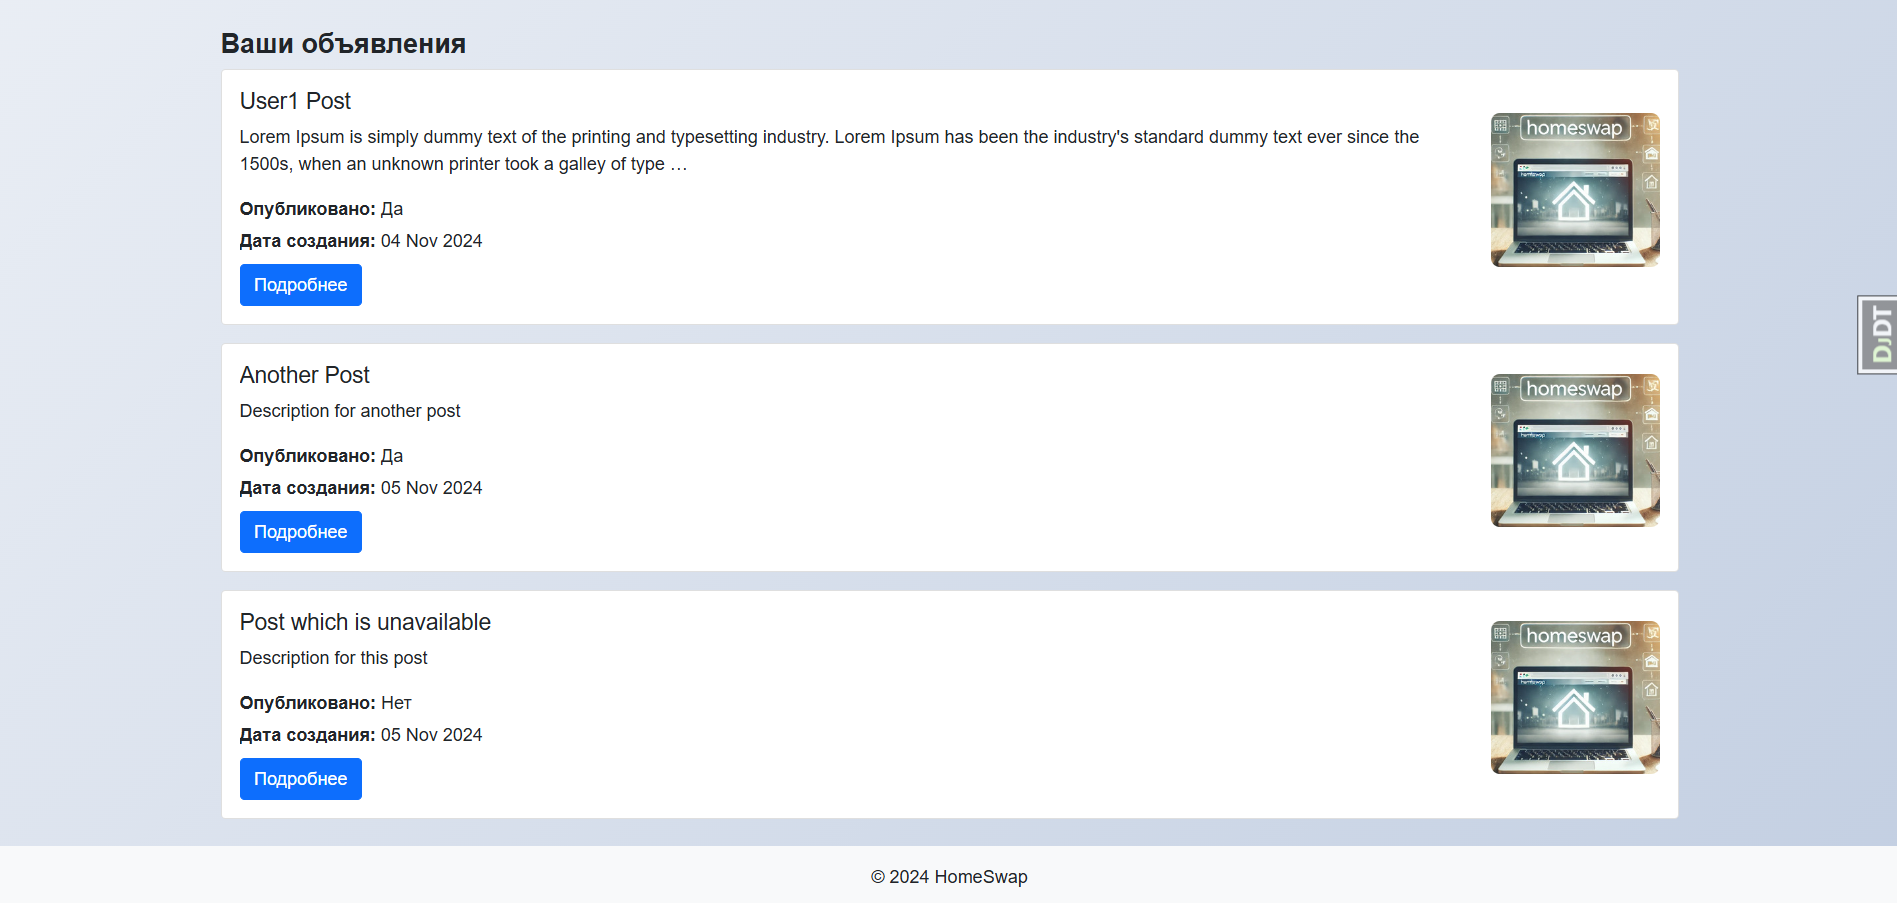 Ваши объявления
User1 Post
Lorem Ipsum is simply dummy text of the printing and typesetting industry. Lorem Ipsum has been the industry's standard dummy text ever since the
1500s, when an unknown printer took a galley of type …
Опубликовано: Да
Дата создания: 04 Nov 2024
Подробнее
homeswap
Another Post
Description for another post
Опубликовано: Да
Дата создания: 05 Nov 2024
Подробнее
homeswap
Post which is unavailable
Description for this post
Опубликовано: Нет
Дата создания: 05 Nov 2024
Подробнее
homeswap
DjDT
© 2024 HomeSwap